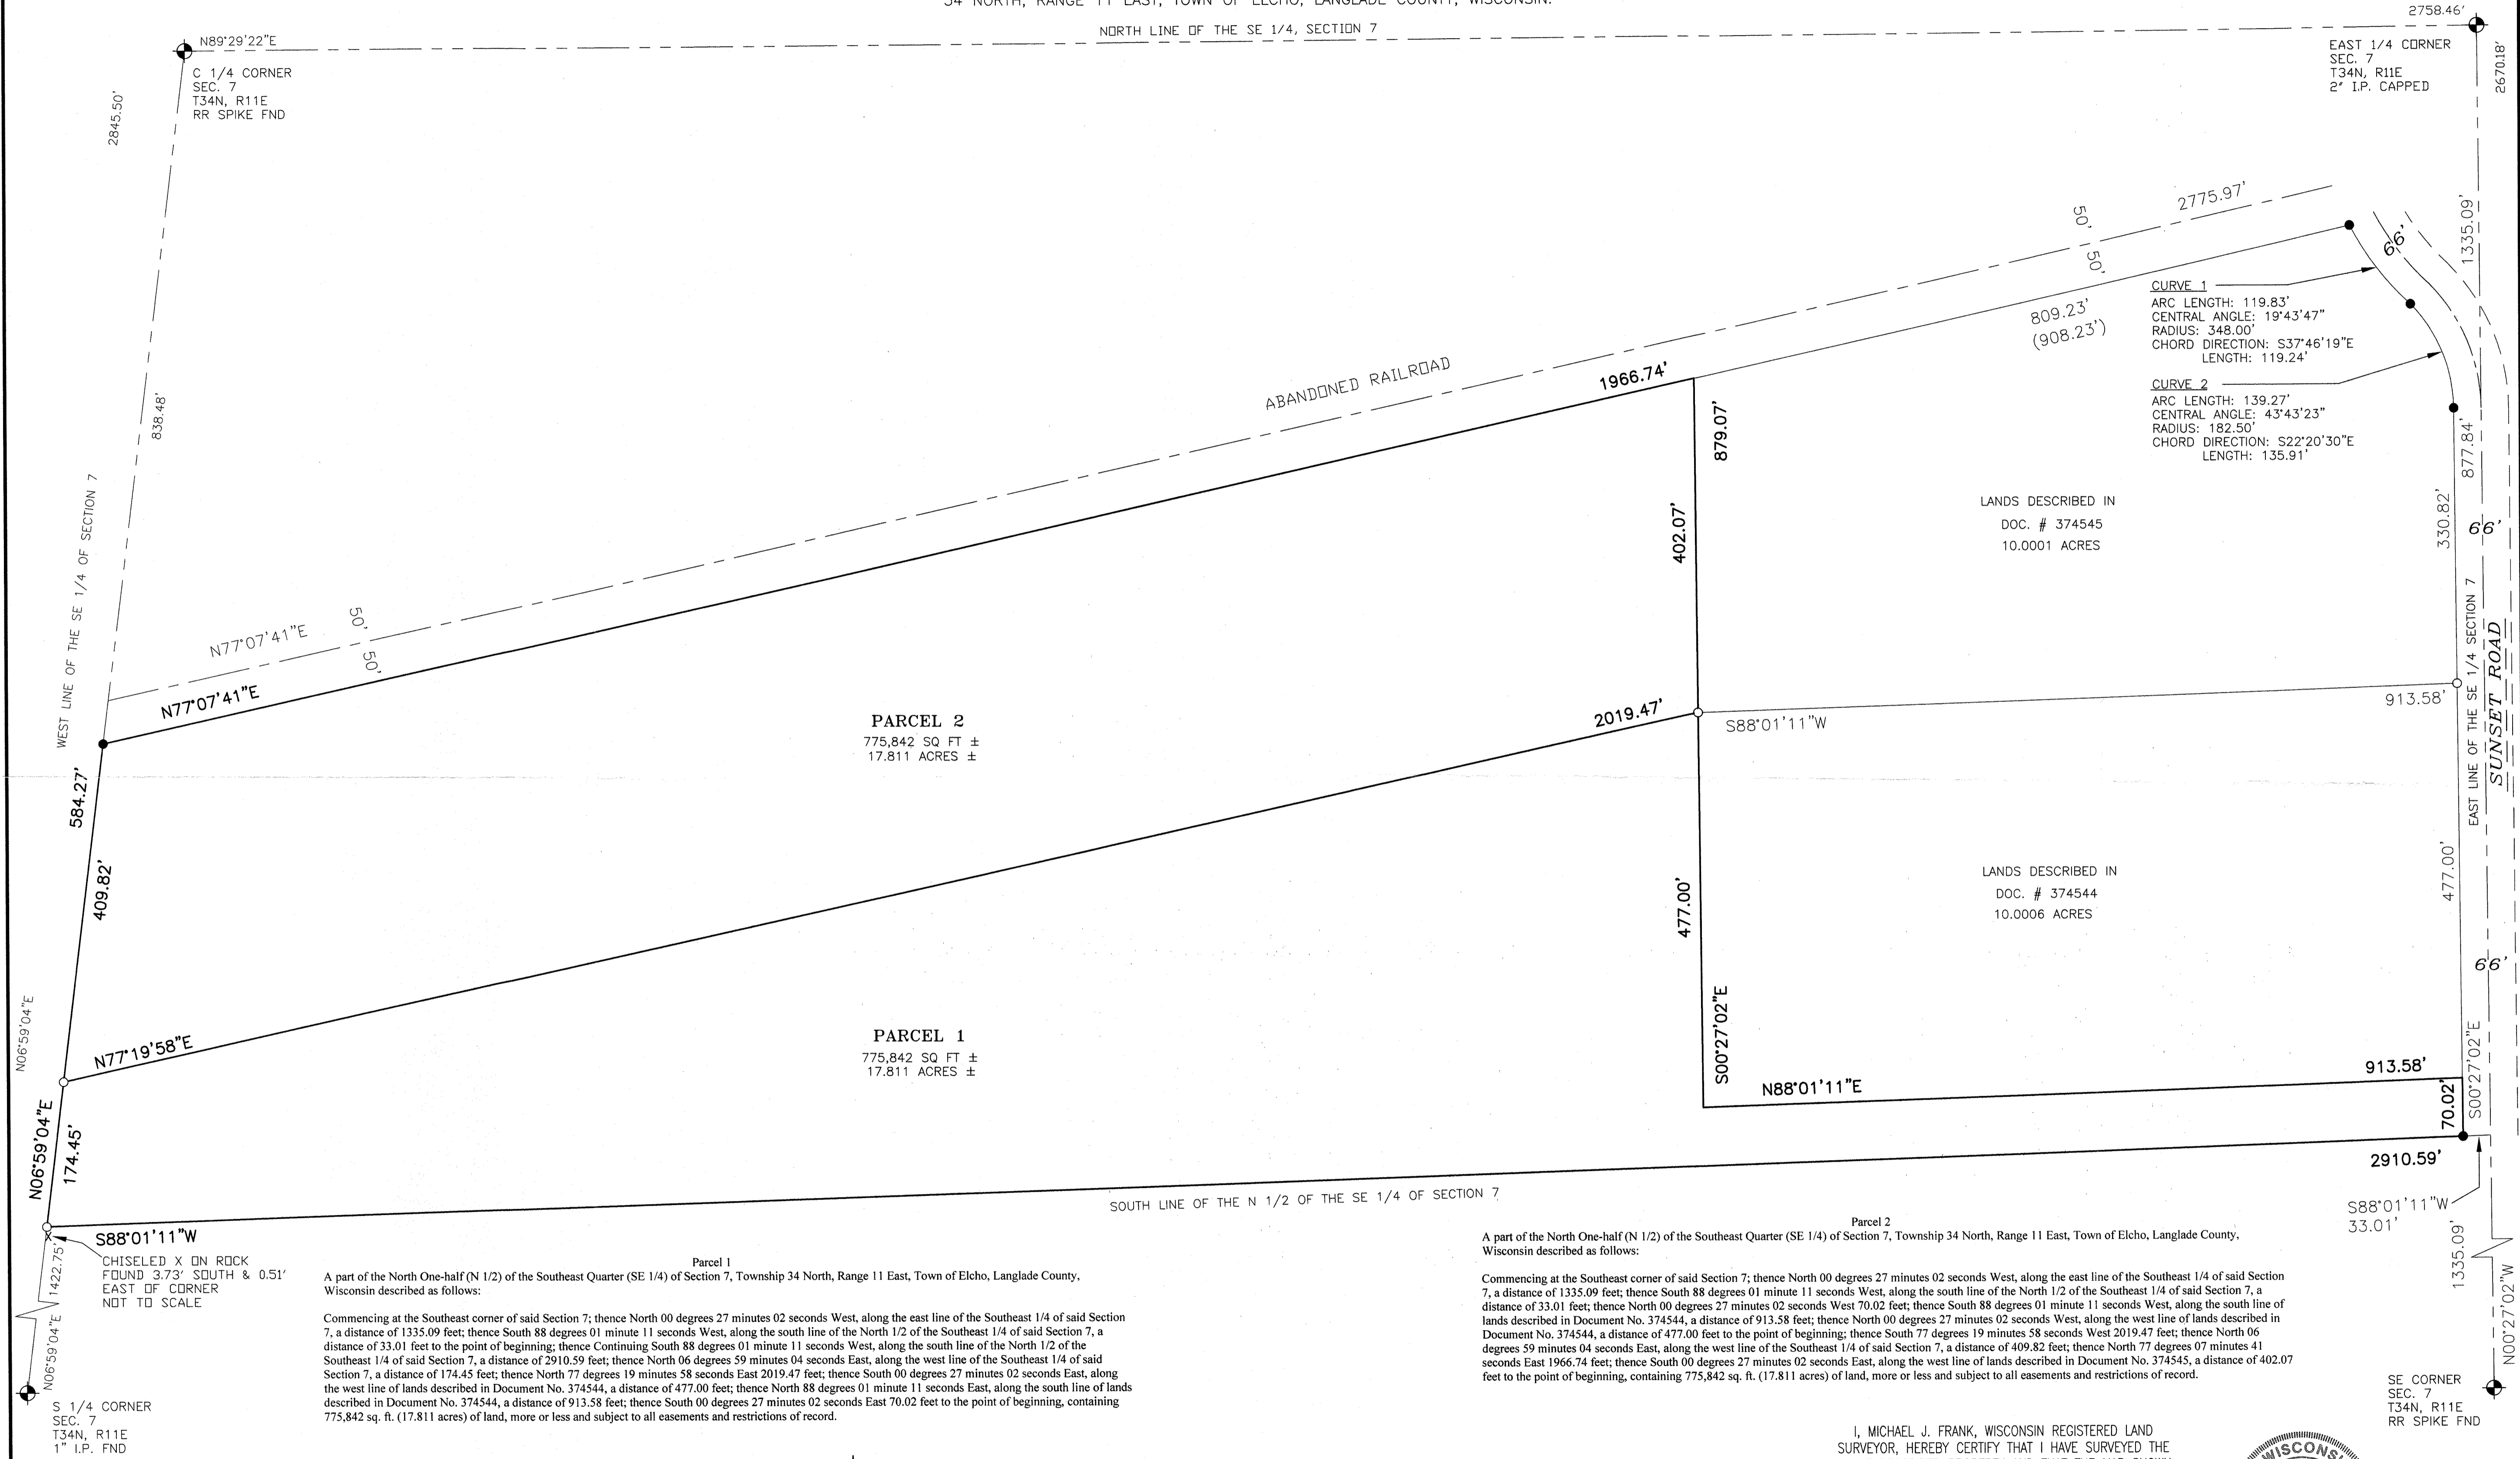 34 NORTH, RANGE 11 EAST, TOWN OF ELCHO, LANGLADE COUNTY, WISCONSIN.
N89°29'22"E
NORTH LINE OF THE SE 1/4, SECTION 7
2758.46'
C 1/4 CORNER
SEC. 7
T34N, R11E
RR SPIKE FND
EAST 1/4 CORNER
SEC. 7
T34N, R11E
2" I.P. CAPPED
2670.18'
2845.50'
838.48'
WEST LINE OF THE SE 1/4 OF SECTION 7
2775.97'
50'
50'
66'
1335.09'
809.23'
(908.23')
CURVE 1
ARC LENGTH: 119.83'
CENTRAL ANGLE: 19°43'47"
RADIUS: 348.00'
CHORD DIRECTION: S37°46'19"E
LENGTH: 119.24'
CURVE 2
ARC LENGTH: 139.27'
CENTRAL ANGLE: 43°43'23"
RADIUS: 182.50'
CHORD DIRECTION: S22°20'30"E
LENGTH: 135.91'
ABANDONED RAILROAD
1966.74'
879.07'
402.07'
877.84'
330.82'
66'
LANDS DESCRIBED IN
DOC. # 374545
10.0001 ACRES
EAST LINE OF THE SE 1/4 SECTION 7
SUNSET ROAD
50'
50'
N77°07'41"E
N77°07'41"E
PARCEL 2
775,842 SQ FT ±
17.811 ACRES ±
2019.47'
S88°01'11"W
913.58'
584.27'
409.82'
477.00'
LANDS DESCRIBED IN
DOC. # 374544
10.0006 ACRES
477.00'
66'
N06°59'04"E
N77°19'58"E
PARCEL 1
775,842 SQ FT ±
17.811 ACRES ±
S00°27'02"E
N88°01'11"E
913.58'
70.02'
S00°27'02"E
N06°59'04"E
174.45'
2910.59'
SOUTH LINE OF THE N 1/2 OF THE SE 1/4 OF SECTION 7
S88°01'11"W
33.01'
S88°01'11"W
X
CHISELED X ON ROCK
FOUND 3.73' SOUTH & 0.51'
EAST OF CORNER
NOT TO SCALE
1422.75'
N06°59'04"E
S 1/4 CORNER
SEC. 7
T34N, R11E
1" I.P. FND
Parcel 1
A part of the North One-half (N 1/2) of the Southeast Quarter (SE 1/4) of Section 7, Township 34 North, Range 11 East, Town of Elcho, Langlade County,
Wisconsin described as follows:
Commencing at the Southeast corner of said Section 7; thence North 00 degrees 27 minutes 02 seconds West, along the east line of the Southeast 1/4 of said Section
7, a distance of 1335.09 feet; thence South 88 degrees 01 minute 11 seconds West, along the south line of the North 1/2 of the Southeast 1/4 of said Section 7, a
distance of 33.01 feet to the point of beginning; thence Continuing South 88 degrees 01 minute 11 seconds West, along the south line of the North 1/2 of the
Southeast 1/4 of said Section 7, a distance of 2910.59 feet; thence North 06 degrees 59 minutes 04 seconds East, along the west line of the Southeast 1/4 of said
Section 7, a distance of 174.45 feet; thence North 77 degrees 19 minutes 58 seconds East 2019.47 feet; thence South 00 degrees 27 minutes 02 seconds East, along
the west line of lands described in Document No. 374544, a distance of 477.00 feet; thence North 88 degrees 01 minute 11 seconds East, along the south line of lands
described in Document No. 374544, a distance of 913.58 feet; thence South 00 degrees 27 minutes 02 seconds East 70.02 feet to the point of beginning, containing
775,842 sq. ft. (17.811 acres) of land, more or less and subject to all easements and restrictions of record.
Parcel 2
A part of the North One-half (N 1/2) of the Southeast Quarter (SE 1/4) of Section 7, Township 34 North, Range 11 East, Town of Elcho, Langlade County,
Wisconsin described as follows:
Commencing at the Southeast corner of said Section 7; thence North 00 degrees 27 minutes 02 seconds West, along the east line of the Southeast 1/4 of said Section
7, a distance of 1335.09 feet; thence South 88 degrees 01 minute 11 seconds West, along the south line of the North 1/2 of the Southeast 1/4 of said Section 7, a
distance of 33.01 feet; thence North 00 degrees 27 minutes 02 seconds West 70.02 feet; thence South 88 degrees 01 minute 11 seconds West, along the south line of
lands described in Document No. 374544, a distance of 913.58 feet; thence North 00 degrees 27 minutes 02 seconds West, along the west line of lands described in
Document No. 374544, a distance of 477.00 feet to the point of beginning; thence South 77 degrees 19 minutes 58 seconds West 2019.47 feet; thence North 06
degrees 59 minutes 04 seconds East, along the west line of the Southeast 1/4 of said Section 7, a distance of 409.82 feet; thence North 77 degrees 07 minutes 41
seconds East 1966.74 feet; thence South 00 degrees 27 minutes 02 seconds East, along the west line of lands described in Document No. 374545, a distance of 402.07
feet to the point of beginning, containing 775,842 sq. ft. (17.811 acres) of land, more or less and subject to all easements and restrictions of record.
1335.09'
N0°27'02"W
SE CORNER
SEC. 7
T34N, R11E
RR SPIKE FND
I, MICHAEL J. FRANK, WISCONSIN REGISTERED LAND
SURVEYOR, HEREBY CERTIFY THAT I HAVE SURVEYED THE
WISCONSI